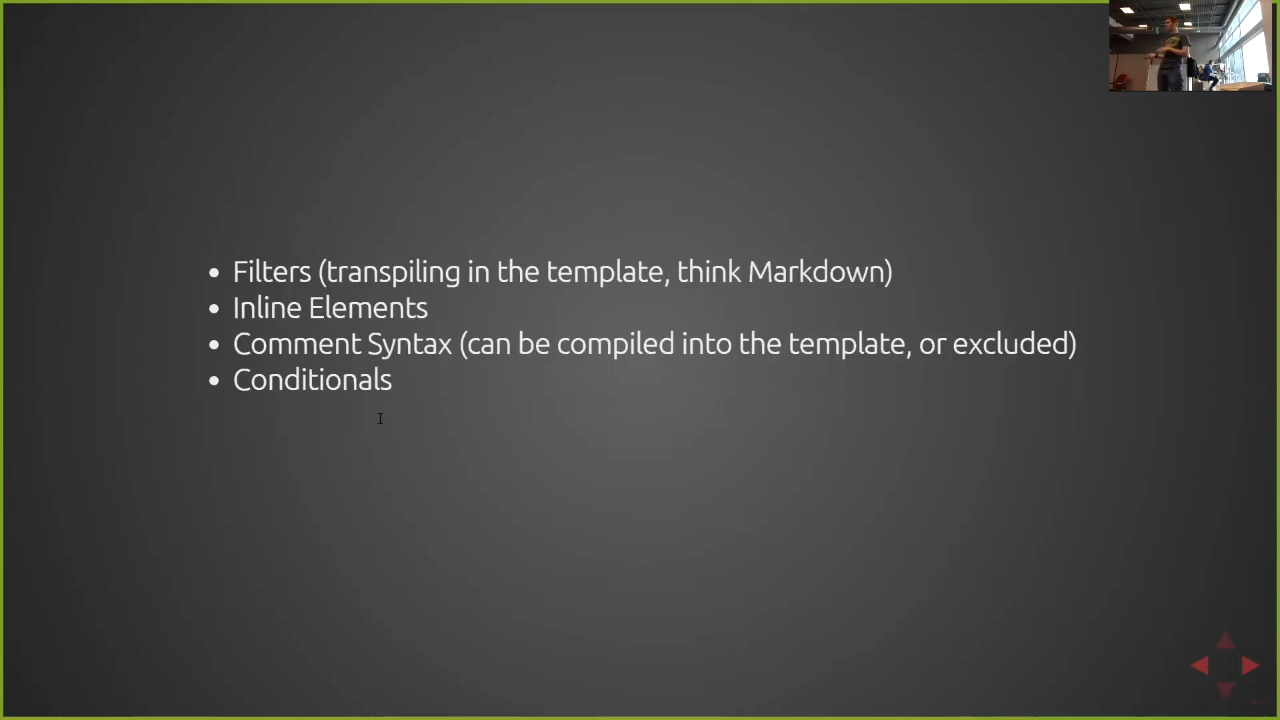 • Filters (transpiling in the template, think Markdown)
• Inline Elements
• Comment Syntax (can be compiled into the template, or excluded)
• Conditionals